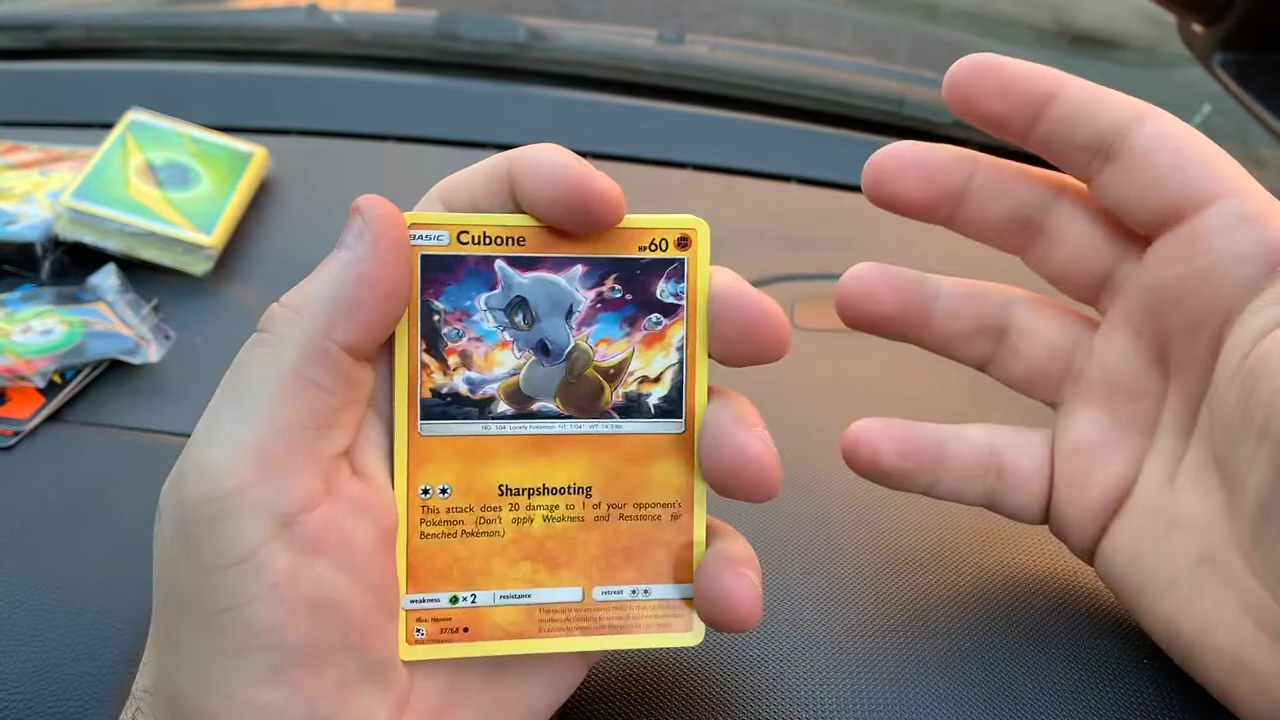 BASIC Cubone HP 60
NO. 104 Lonely Pokémon HT: 1'04" WT: 14.3 lbs.
Sharpshooting
This attack does 20 damage to 1 of your opponent's
Pokémon. (Don't apply Weakness and Resistance for
Benched Pokémon.)
weakness × 2 resistance retreat
Illus. Hasuno
37/68